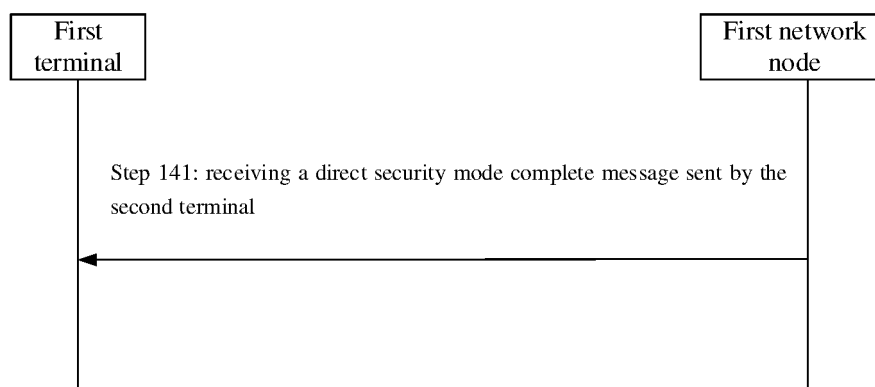 First
terminal
First network
node
Step 141: receiving a direct security mode complete message sent by the
second terminal